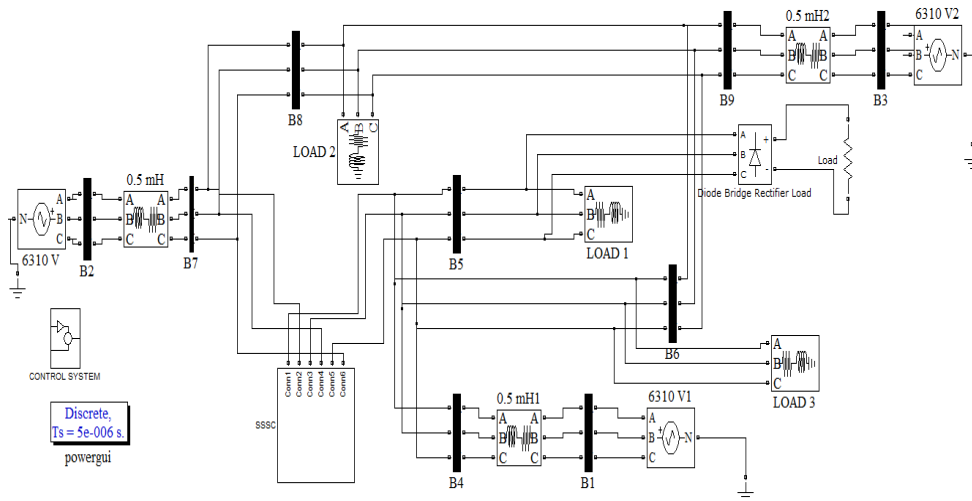 6310 V2
0.5 mH2
A
B
C
A
B
C
A
B
C
N
+
B9
B3
B8
A B C
LOAD 2
A
B
C
+
-
Load
Diode Bridge Rectifier Load
0.5 mH
N
+
A
B
C
A
B
C
A
B
C
6310 V
B2
B7
B5
A
B
C
LOAD 1
B6
A
B
C
LOAD 3
CONTROL SYSTEM
Conn1
Conn2
Conn3
Conn4
Conn5
Conn6
SSSC
Discrete,
Ts = 5e-006 s.
powergui
0.5 mH1
6310 V1
A
B
C
A
B
C
A
B
C
+
N
B4
B1